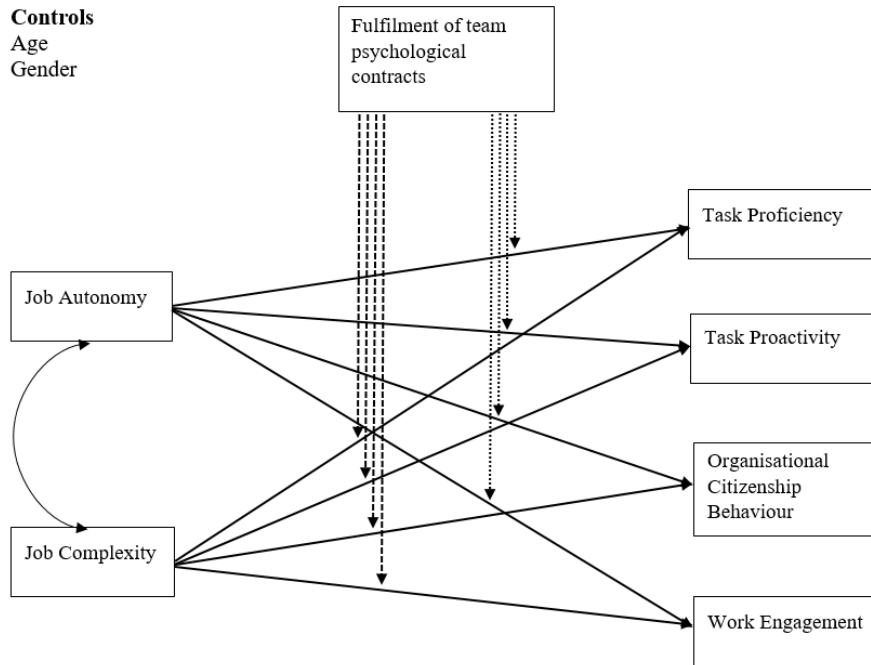 Controls
Age
Gender
Fulfilment of team
psychological
contracts
Task Proficiency
Job Autonomy
Task Proactivity
Organisational
Citizenship
Behaviour
Job Complexity
Work Engagement